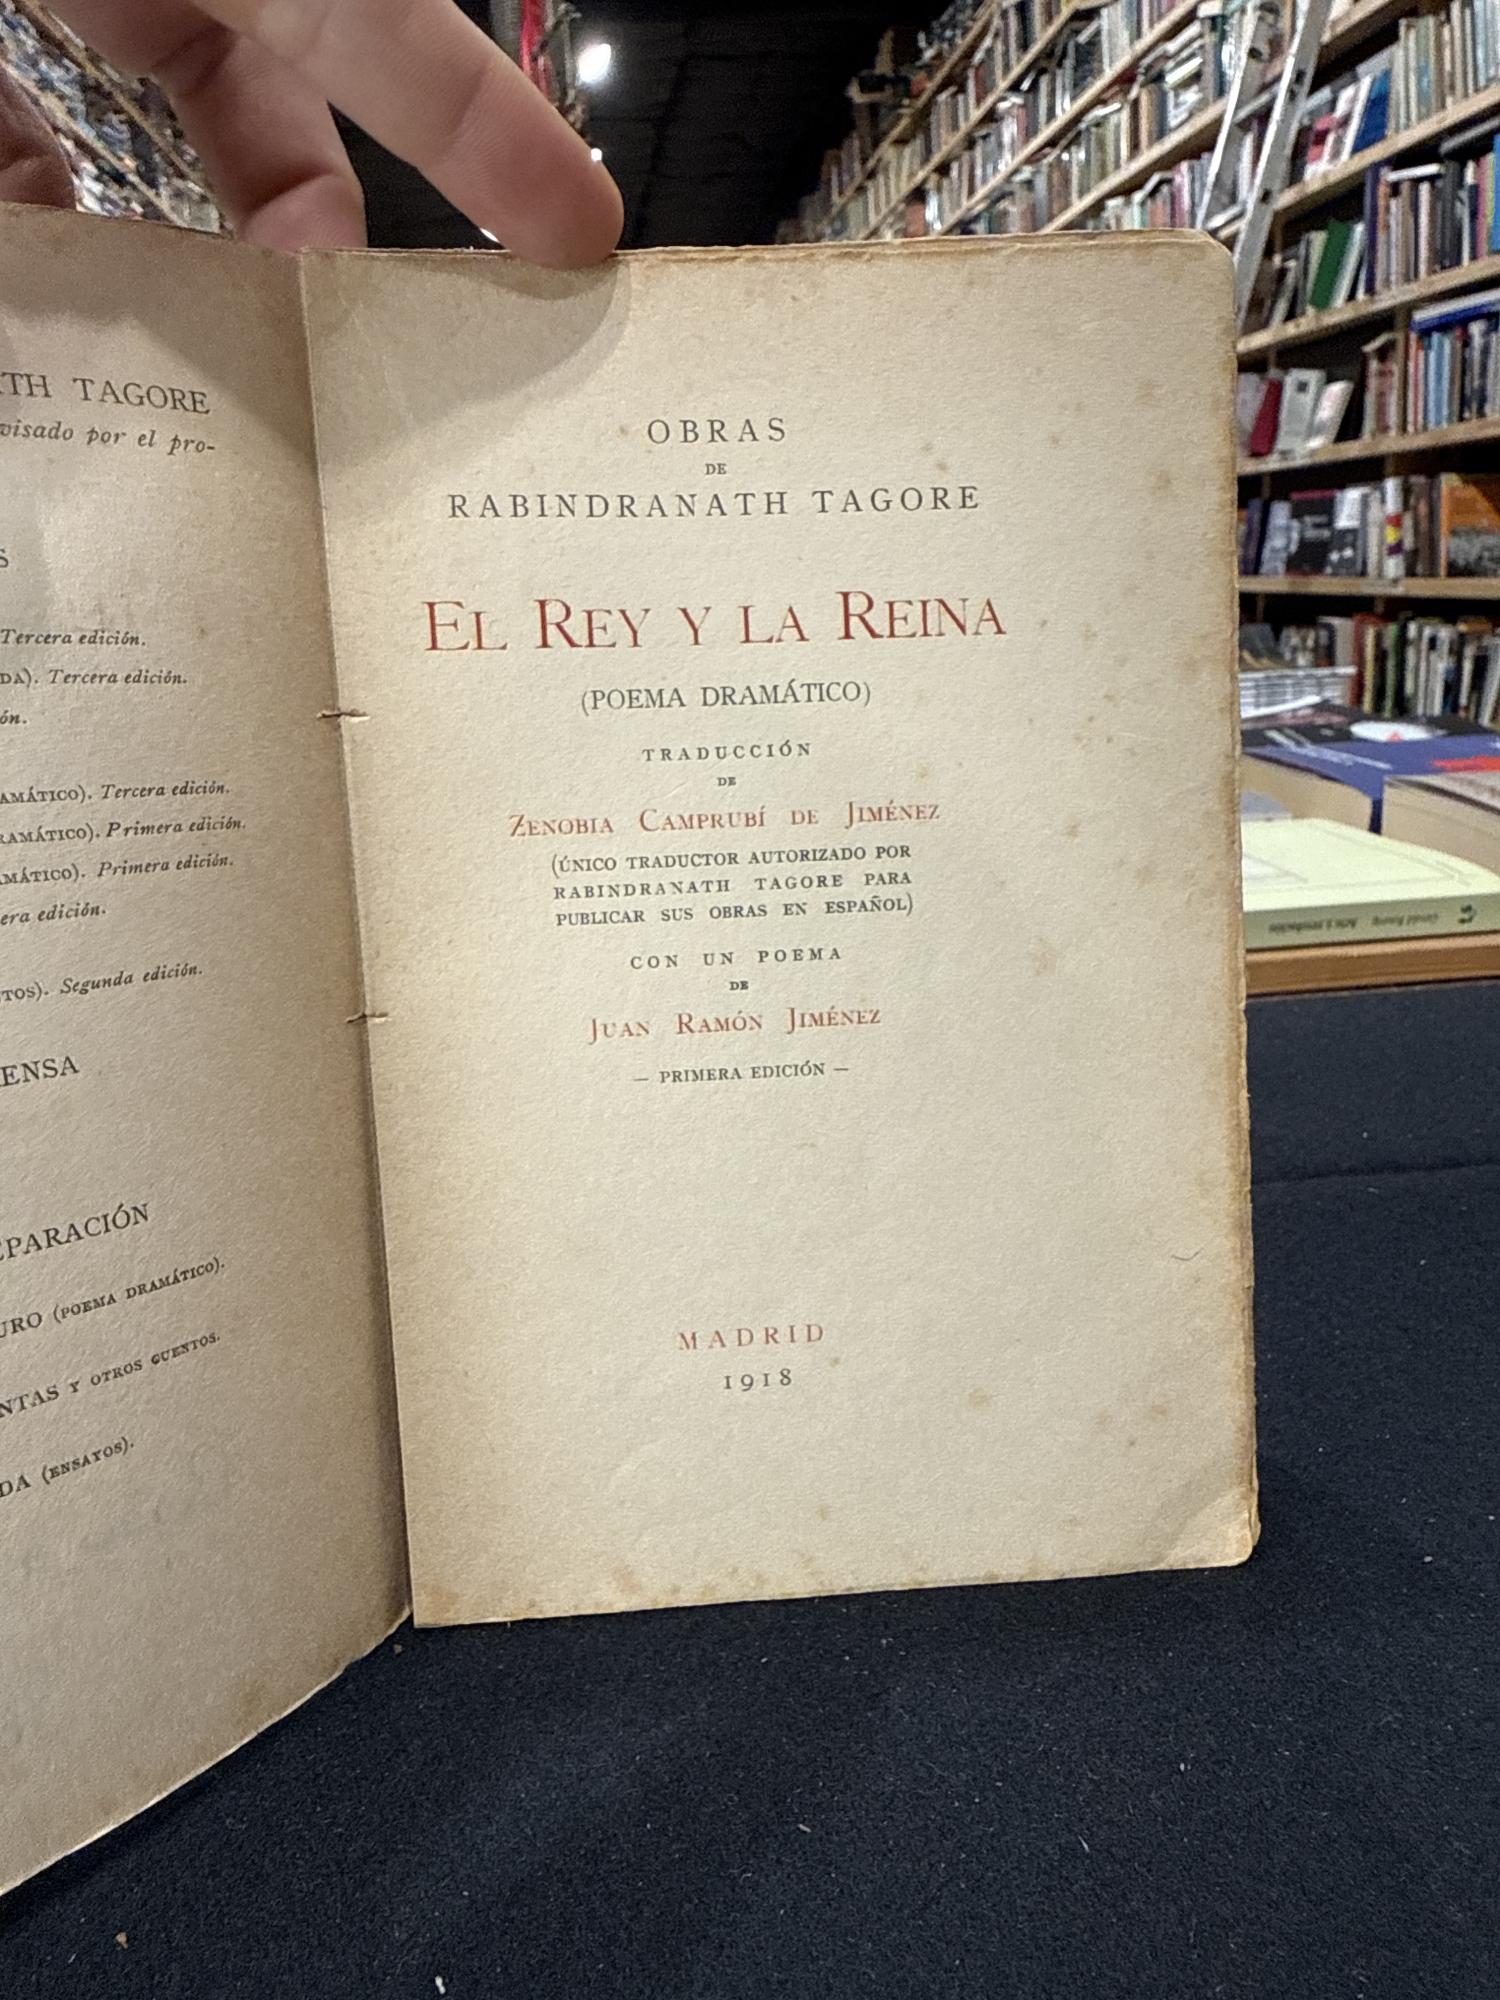 TH TAGORE
visado por el pro-
S
Tercera edición.
DA). Tercera edición.
ón.
AMÁTICO). Tercera edición.
RAMÁTICO). Primera edición.
MÁTICO). Primera edición.
era edición.
TOS). Segunda edición.
ENSA
EPARACIÓN
URO (POEMA DRAMÁTICO).
NTAS Y OTROS CUENTOS.
DA (ENSAYOS).
OBRAS
DE
RABINDRANATH TAGORE
EL REY Y LA REINA
(POEMA DRAMÁTICO)
TRADUCCIÓN
DE
ZENOBIA CAMPRUBÍ DE JIMÉNEZ
(ÚNICO TRADUCTOR AUTORIZADO POR
RABINDRANATH TAGORE PARA
PUBLICAR SUS OBRAS EN ESPAÑOL)
CON UN POEMA
DE
JUAN RAMÓN JIMÉNEZ
— PRIMERA EDICIÓN —
MADRID
1918